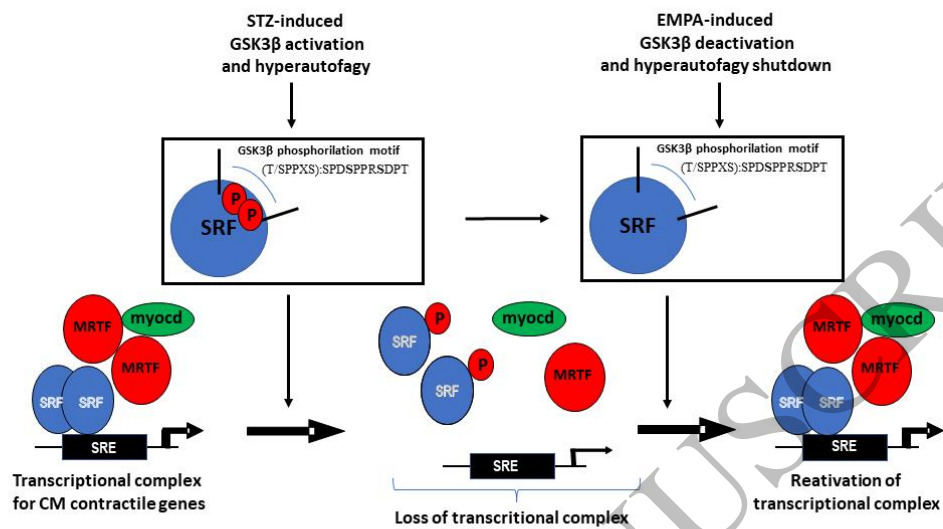 STZ-induced
GSK3β activation
and hyperautofagy
EMPA-induced
GSK3β deactivation
and hyperautofagy shutdown
GSK3β phosphorilation motif
(T/SPPXS):SPDSPPRSDPT
P
P
SRF
GSK3β phosphorilation motif
(T/SPPXS):SPDSPPRSDPT
SRF
MRTF
myocd
MRTF
SRF
SRF
SRE
Transcriptional complex
for CM contractile genes
P
SRF
P
SRF
myocd
MRTF
SRE
Loss of transcritional complex
MRTF
myocd
MRTF
SRF
SRF
SRE
Reativation of
transcriptional complex
USCRI